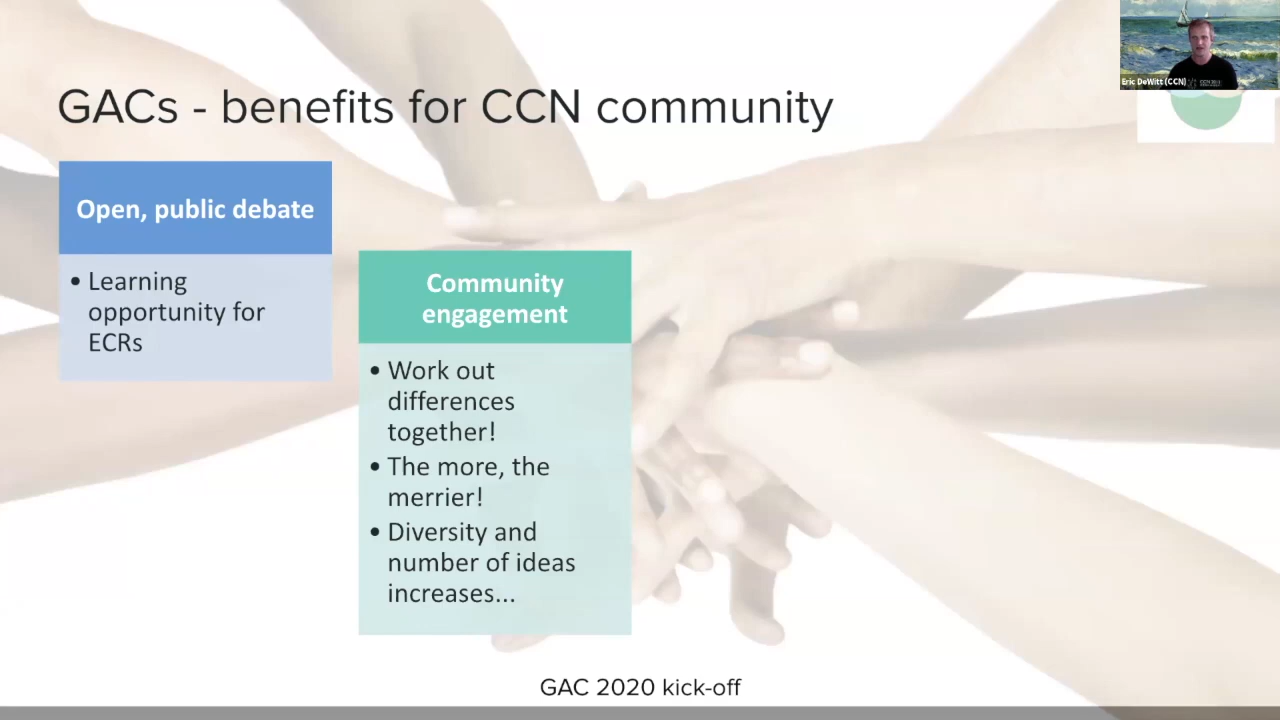 GACs - benefits for CCN community
Eric DeWitt (CCN)
Open, public debate
• Learning
opportunity for
ECRs
Community
engagement
• Work out
differences
together!
• The more, the
merrier!
• Diversity and
number of ideas
increases...
GAC 2020 kick-off